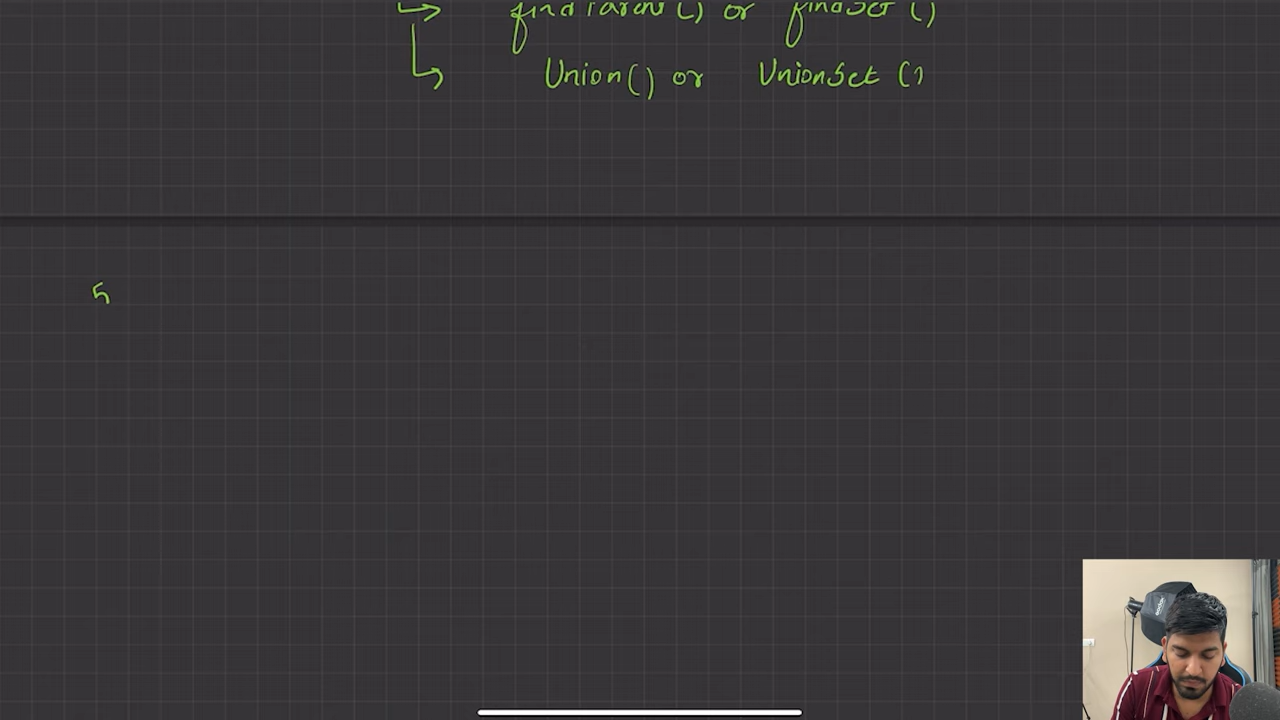 findParent() or findSet()
Union() or UnionSet()
5